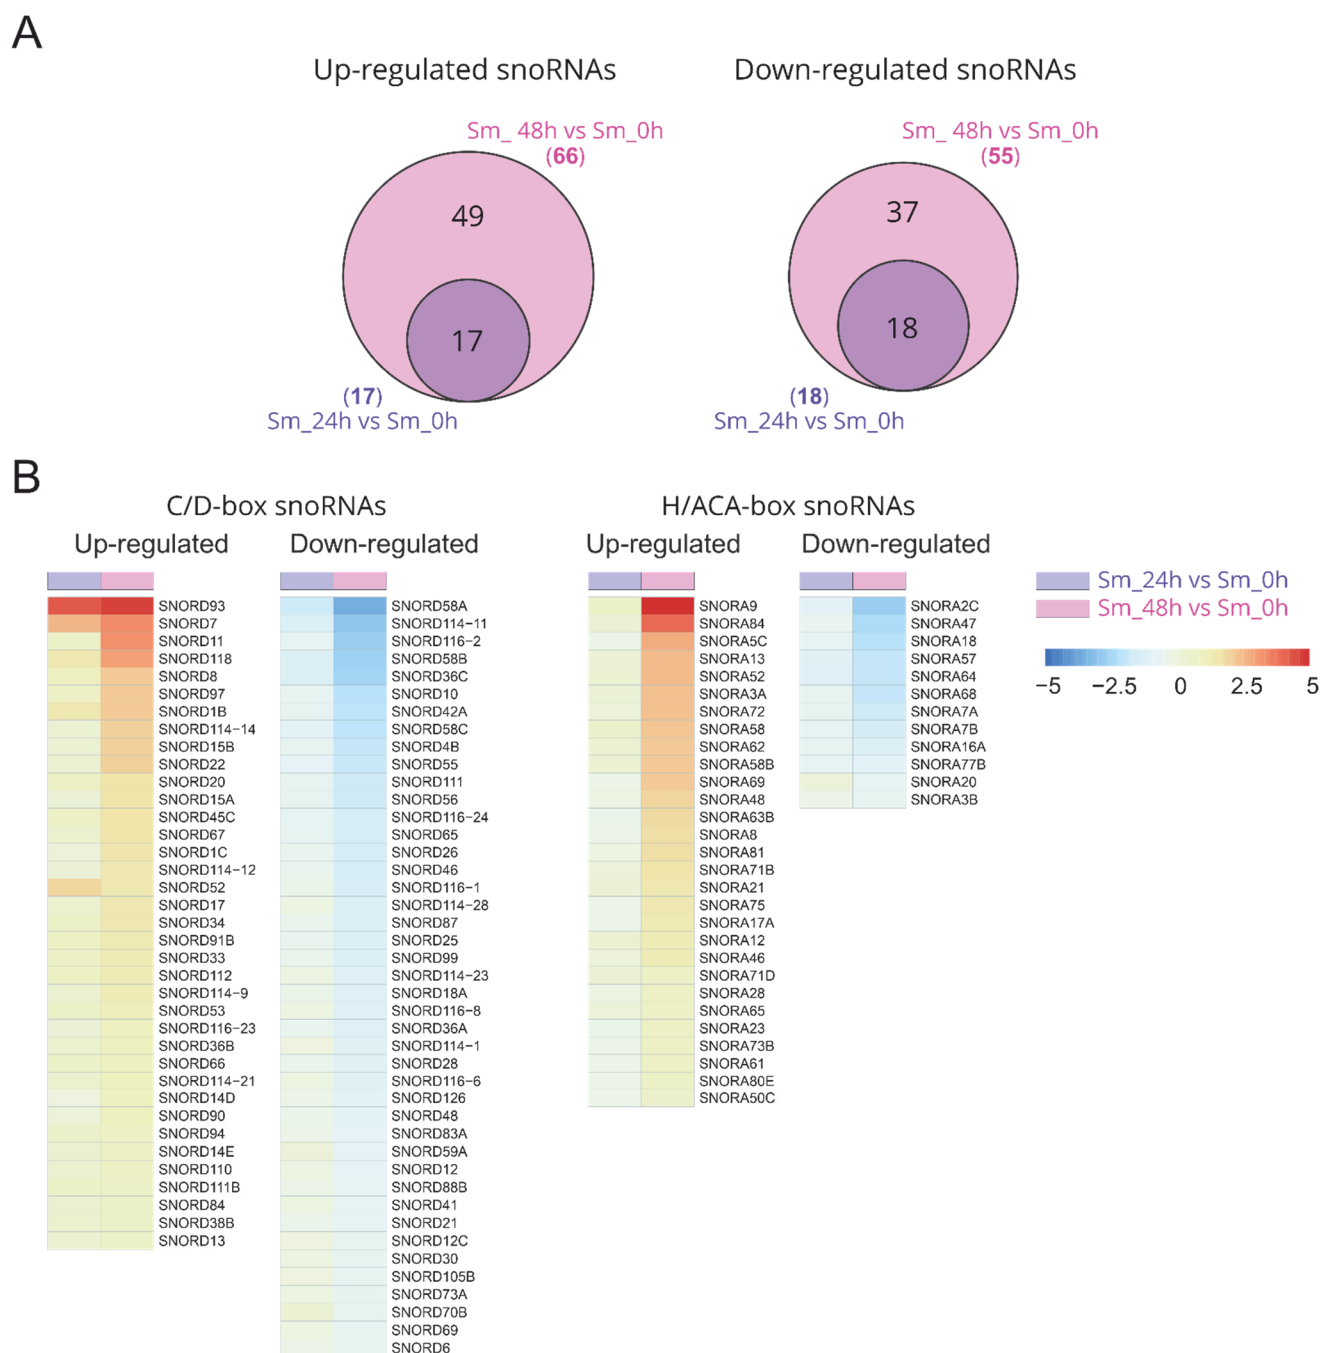 A
Up-regulated snoRNAs
Down-regulated snoRNAs
Sm_ 48h vs Sm_0h
(66)
49
17
(17)
Sm_24h vs Sm_0h
Sm_ 48h vs Sm_0h
(55)
37
18
(18)
Sm_24h vs Sm_0h
B
C/D-box snoRNAs
Up-regulated
SNORD93
SNORD7
SNORD11
SNORD118
SNORD8
SNORD97
SNORD1B
SNORD114−14
SNORD15B
SNORD22
SNORD20
SNORD15A
SNORD45C
SNORD67
SNORD1C
SNORD114−12
SNORD52
SNORD17
SNORD34
SNORD91B
SNORD33
SNORD112
SNORD114−9
SNORD53
SNORD116−23
SNORD36B
SNORD66
SNORD114−21
SNORD14D
SNORD90
SNORD94
SNORD14E
SNORD110
SNORD111B
SNORD84
SNORD38B
SNORD13
Down-regulated
SNORD58A
SNORD114−11
SNORD116−2
SNORD58B
SNORD36C
SNORD10
SNORD42A
SNORD58C
SNORD4B
SNORD55
SNORD111
SNORD56
SNORD116−24
SNORD65
SNORD26
SNORD46
SNORD116−1
SNORD114−28
SNORD87
SNORD25
SNORD99
SNORD114−23
SNORD18A
SNORD116−8
SNORD36A
SNORD114−1
SNORD28
SNORD116−6
SNORD126
SNORD48
SNORD83A
SNORD59A
SNORD12
SNORD88B
SNORD41
SNORD21
SNORD12C
SNORD30
SNORD105B
SNORD73A
SNORD70B
SNORD69
SNORD6
H/ACA-box snoRNAs
Up-regulated
SNORA9
SNORA84
SNORA5C
SNORA13
SNORA52
SNORA3A
SNORA72
SNORA58
SNORA62
SNORA58B
SNORA69
SNORA48
SNORA63B
SNORA8
SNORA81
SNORA71B
SNORA21
SNORA75
SNORA17A
SNORA12
SNORA46
SNORA71D
SNORA28
SNORA65
SNORA23
SNORA73B
SNORA61
SNORA80E
SNORA50C
Down-regulated
SNORA2C
SNORA47
SNORA18
SNORA57
SNORA64
SNORA68
SNORA7A
SNORA7B
SNORA16A
SNORA77B
SNORA20
SNORA3B
Sm_24h vs Sm_0h
Sm_48h vs Sm_0h
−5 −2.5 0 2.5 5